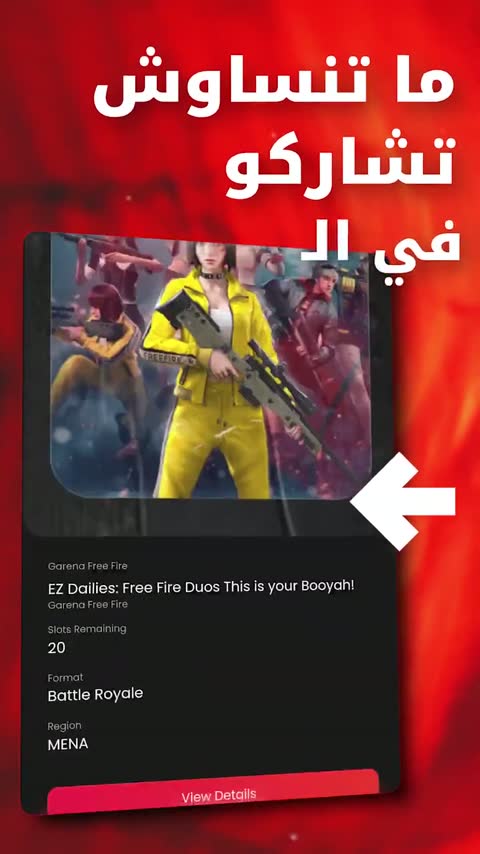 ما تنساوش
تشاركو
في الـ
FREEFIRE
Garena Free Fire
EZ Dailies: Free Fire Duos This is your Booyah!
Garena Free Fire
Slots Remaining
20
Format
Battle Royale
Region
MENA
View Details